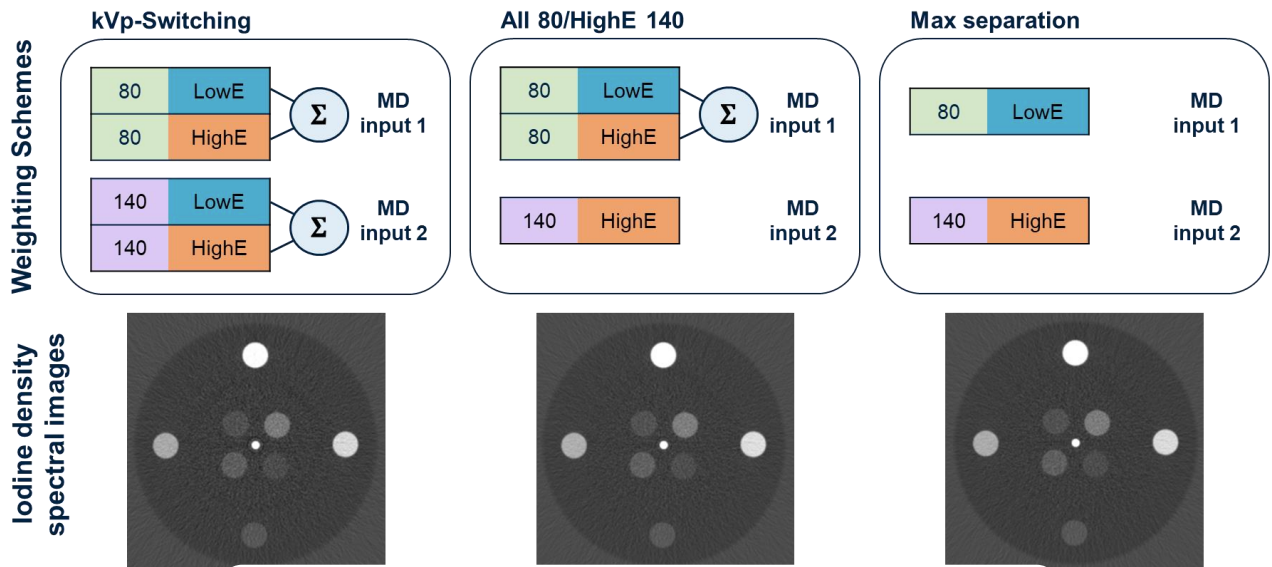 kVp-Switching
All 80/HighE 140
Max separation
Weighting Schemes
80 LowE
80 HighE
Σ
MD
input 1
140 LowE
140 HighE
Σ
MD
input 2
80 LowE
80 HighE
Σ
MD
input 1
140 HighE
MD
input 2
80 LowE
MD
input 1
140 HighE
MD
input 2
Iodine density
spectral images